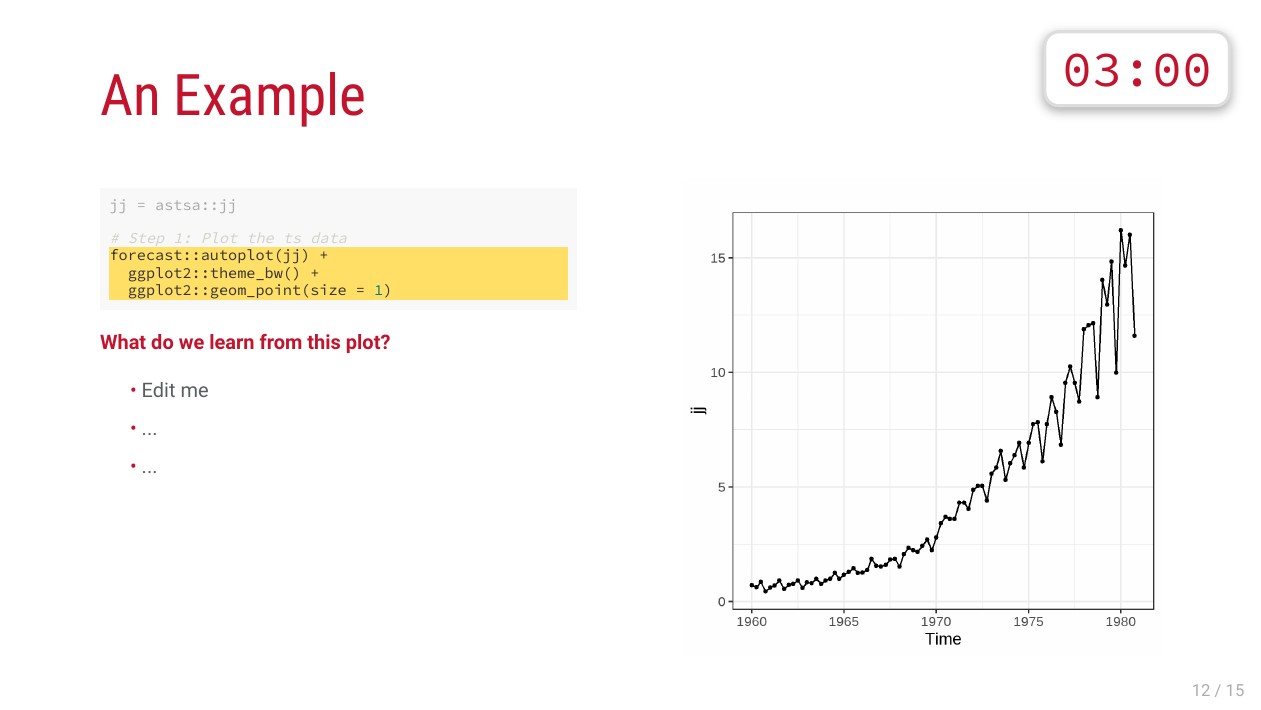 An Example
03:00
jj = astsa::jj
# Step 1: Plot the ts data
forecast::autoplot(jj) +
  ggplot2::theme_bw() +
  ggplot2::geom_point(size = 1)
What do we learn from this plot?
• Edit me
• ...
• ...
jj
15
10
5
0
1960 1965 1970 1975 1980
Time
12 / 15